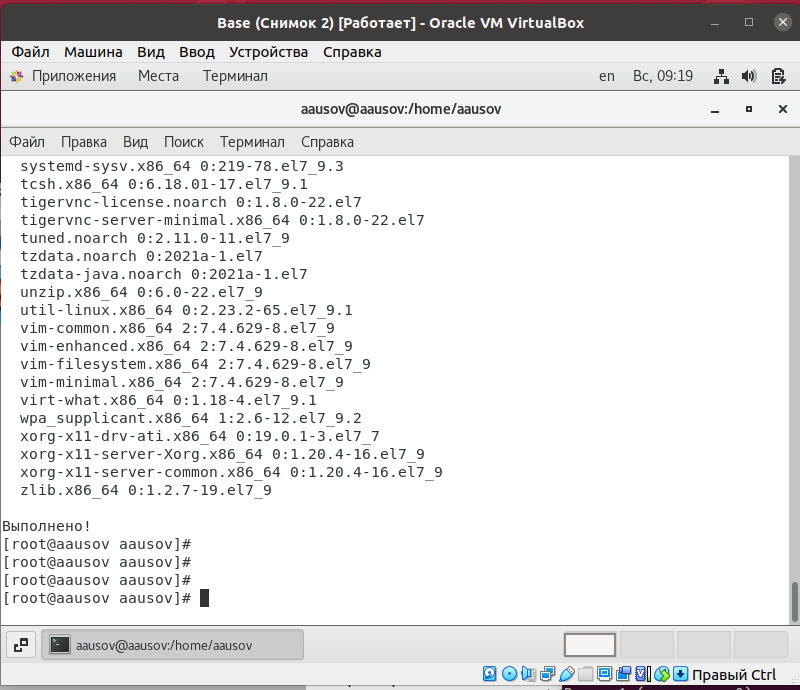 Base (Снимок 2) [Работает] - Oracle VM VirtualBox
Файл Машина Вид Ввод Устройства Справка
Приложения Места Терминал en Вс, 09:19
aausov@aausov:/home/aausov
Файл Правка Вид Поиск Терминал Справка
systemd-sysv.x86_64 0:219-78.el7_9.3
tcsh.x86_64 0:6.18.01-17.el7_9.1
tigervnc-license.noarch 0:1.8.0-22.el7
tigervnc-server-minimal.x86_64 0:1.8.0-22.el7
tuned.noarch 0:2.11.0-11.el7_9
tzdata.noarch 0:2021a-1.el7
tzdata-java.noarch 0:2021a-1.el7
unzip.x86_64 0:6.0-22.el7_9
util-linux.x86_64 0:2.23.2-65.el7_9.1
vim-common.x86_64 2:7.4.629-8.el7_9
vim-enhanced.x86_64 2:7.4.629-8.el7_9
vim-filesystem.x86_64 2:7.4.629-8.el7_9
vim-minimal.x86_64 2:7.4.629-8.el7_9
virt-what.x86_64 0:1.18-4.el7_9.1
wpa_supplicant.x86_64 1:2.6-12.el7_9.2
xorg-x11-drv-ati.x86_64 0:19.0.1-3.el7_7
xorg-x11-server-Xorg.x86_64 0:1.20.4-16.el7_9
xorg-x11-server-common.x86_64 0:1.20.4-16.el7_9
zlib.x86_64 0:1.2.7-19.el7_9
Выполнено!
[root@aausov aausov]#
[root@aausov aausov]#
[root@aausov aausov]#
[root@aausov aausov]#
aausov@aausov:/home/aausov
Правый Ctrl